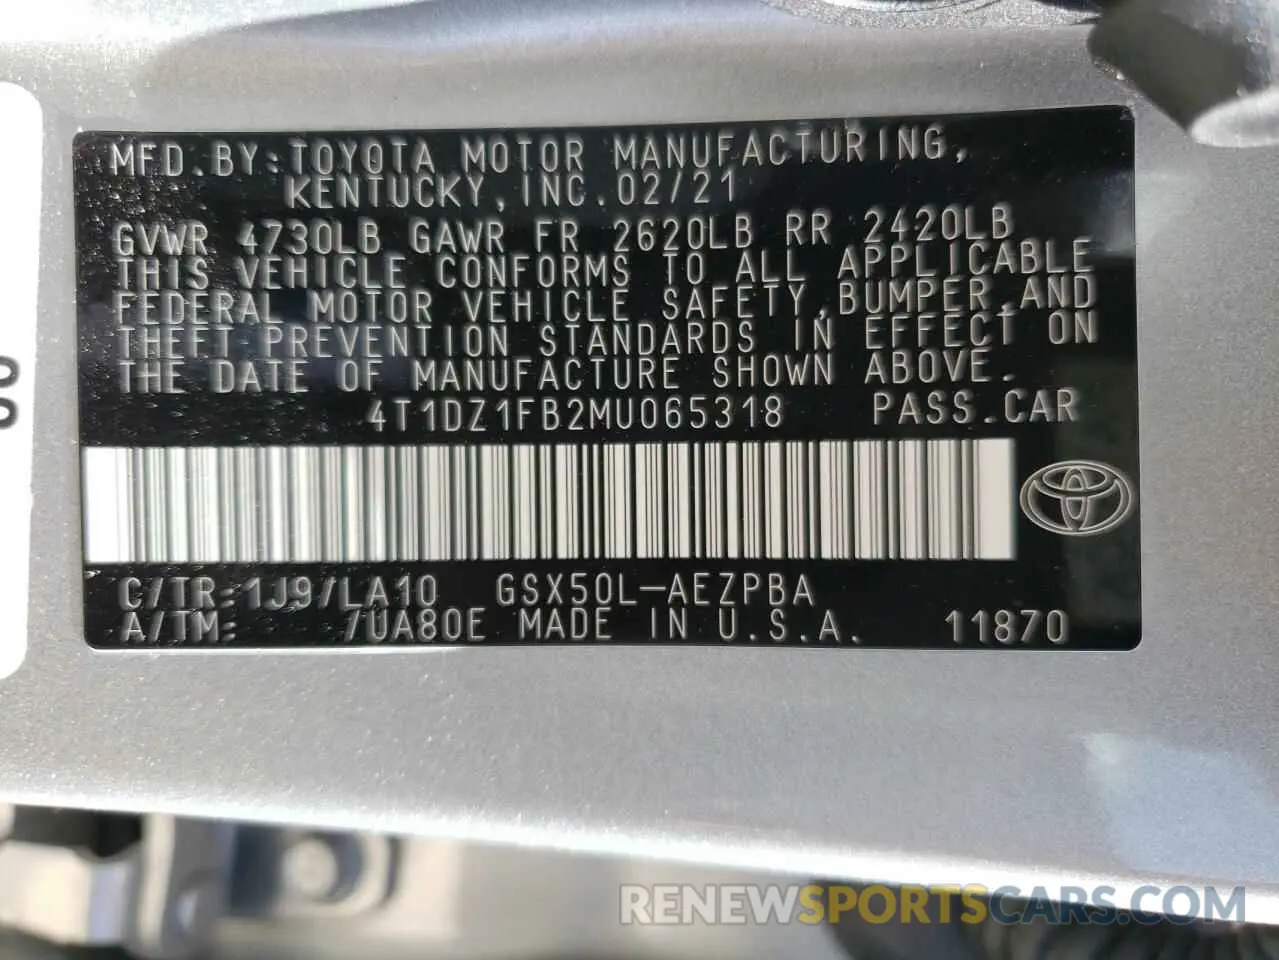 MFD.BY:TOYOTA MOTOR MANUFACTURING,
KENTUCKY,INC.02/21
GVWR 4730LB GAWR FR 2620LB RR 2420LB
THIS VEHICLE CONFORMS TO ALL APPLICABLE
FEDERAL MOTOR VEHICLE SAFETY,BUMPER,AND
THEFT PREVENTION STANDARDS IN EFFECT ON
THE DATE OF MANUFACTURE SHOWN ABOVE.
4T1DZ1FB2MU065318 PASS.CAR
C/TR:1J9/LA10 GSX50L-AEZPBA
A/TM: /UA80E MADE IN U.S.A. 11870
RENEWSPORTSCARS.COM